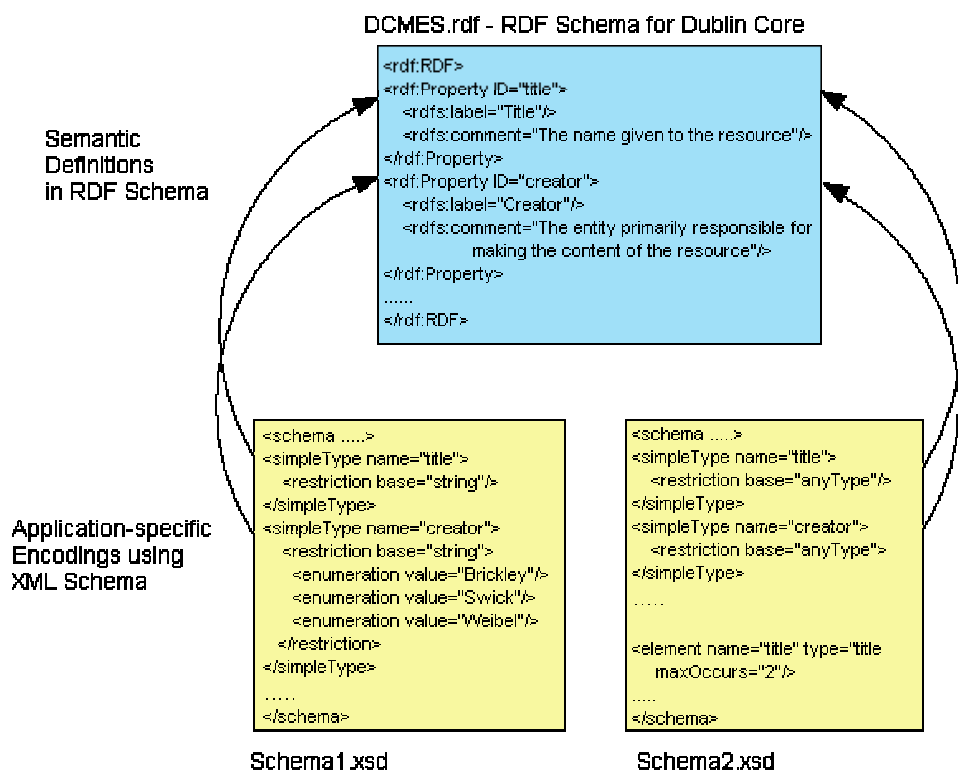 DCMES.rdf - RDF Schema for Dublin Core
<rdf:RDF>
<rdf:Property ID="title">
<rdfs:label="Title"/>
<rdfs:comment="The name given to the resource"/>
</rdf:Property>
<rdf:Property ID="creator">
<rdfs:label="Creator"/>
<rdfs:comment="The entity primarily responsible for
making the content of the resource"/>
</rdf:Property>
......
</rdf:RDF>
Semantic
Definitions
in RDF Schema
Application-specific
Encodings using
XML Schema
<schema .....>
<simpleType name="title">
<restriction base="string"/>
</simpleType>
<simpleType name="creator">
<restriction base="string">
<enumeration value="Brickley"/>
<enumeration value="Swick"/>
<enumeration value="Weibel"/>
</restriction>
</simpleType>
.....
</schema>
Schema1.xsd
<schema .....>
<simpleType name="title">
<restriction base="anyType"/>
</simpleType>
<simpleType name="creator">
<restriction base="anyType">
</simpleType>
.....
<element name="title" type="title
maxOccurs="2"/>
.....
</schema>
Schema2.xsd